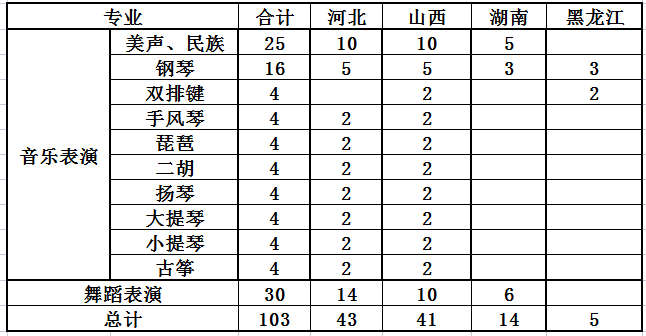 专业 合计 河北 山西 湖南 黑龙江
美声、民族 25 10 10 5
钢琴 16 5 5 3 3
双排键 4 2 2
手风琴 4 2 2
琵琶 4 2 2
音乐表演 二胡 4 2 2
扬琴 4 2 2
大提琴 4 2 2
小提琴 4 2 2
古筝 4 2 2
舞蹈表演 30 14 10 6
总计 103 43 41 14 5